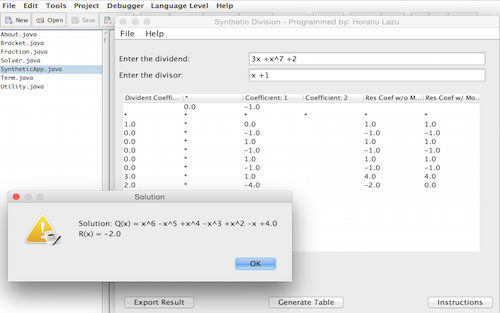 File Edit Tools Project Debugger Language Level Help
New Open
About.java
Bracket.java
Fraction.java
Solver.java
SyntheticApp.java
Term.java
Utility.java
Synthetic Division - Programmed by: Horatiu Lazu
File Help
Enter the dividend: 3x +x^7 +2
Enter the divisor: x +1
Divident Coeffi... * Coefficient: 1 Coefficient: 2 Res Coef w/o M... Res Coef w/ Mo...
0.0 -1.0
* * * * * *
1.0 * 0.0 1.0 1.0
0.0 * -1.0 -1.0 -1.0
0.0 * 1.0 1.0 1.0
0.0 * -1.0 -1.0 -1.0
0.0 * 1.0 1.0 1.0
0.0 * -1.0 -1.0 -1.0
3.0 * 1.0 4.0 4.0
2.0 * -4.0 -2.0 0.0
Solution
Solution: Q(x) = x^6 -x^5 +x^4 -x^3 +x^2 -x +4.0
R(x) = -2.0
OK
Export Result Generate Table Instructions